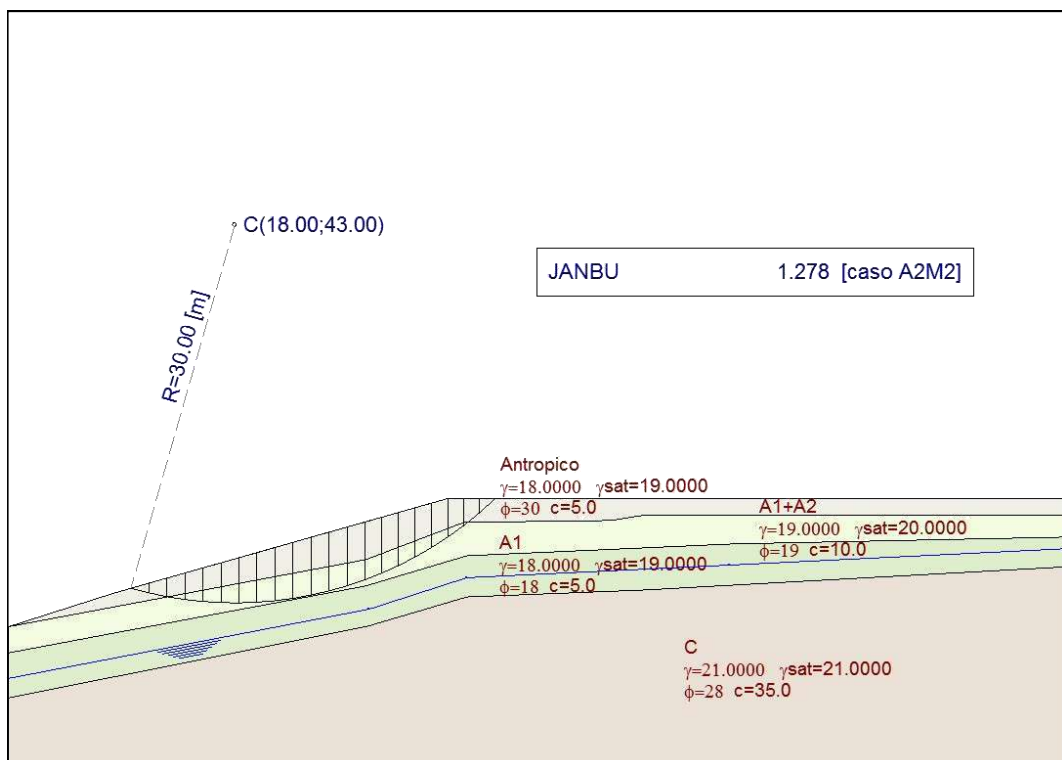 C(18.00;43.00)
R=30.00 [m]
JANBU 1.278 [caso A2M2]
Antropico
γ=18.0000 γsat=19.0000
ϕ=30 c=5.0
A1+A2
γ=19.0000 γsat=20.0000
ϕ=19 c=10.0
A1
γ=18.0000 γsat=19.0000
ϕ=18 c=5.0
C
γ=21.0000 γsat=21.0000
ϕ=28 c=35.0